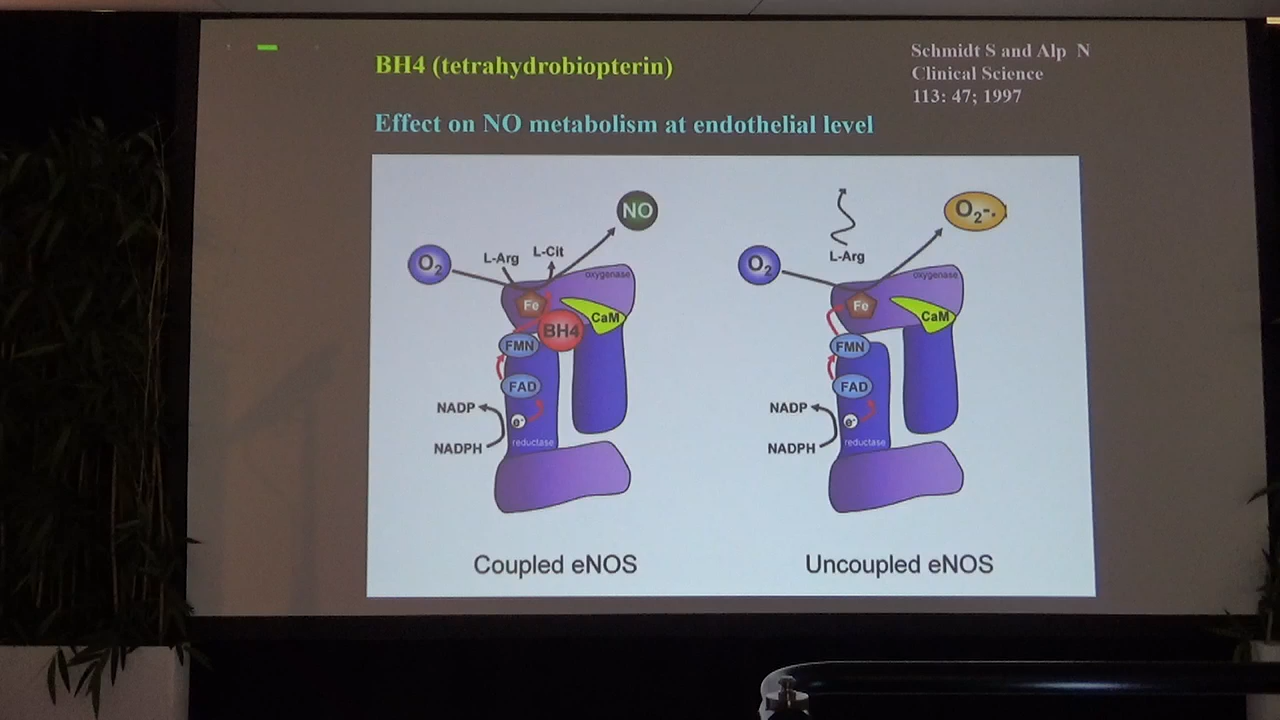 BH4 (tetrahydrobiopterin)
Schmidt S and Alp N
Clinical Science
113: 47; 1997
Effect on NO metabolism at endothelial level
NO
O2
L-Arg
L-Cit
oxygenase
Fe
CaM
BH4
FMN
FAD
NADP
e-
NADPH
reductase
Coupled eNOS
O2-.
O2
L-Arg
oxygenase
Fe
CaM
FMN
FAD
NADP
e-
NADPH
reductase
Uncoupled eNOS